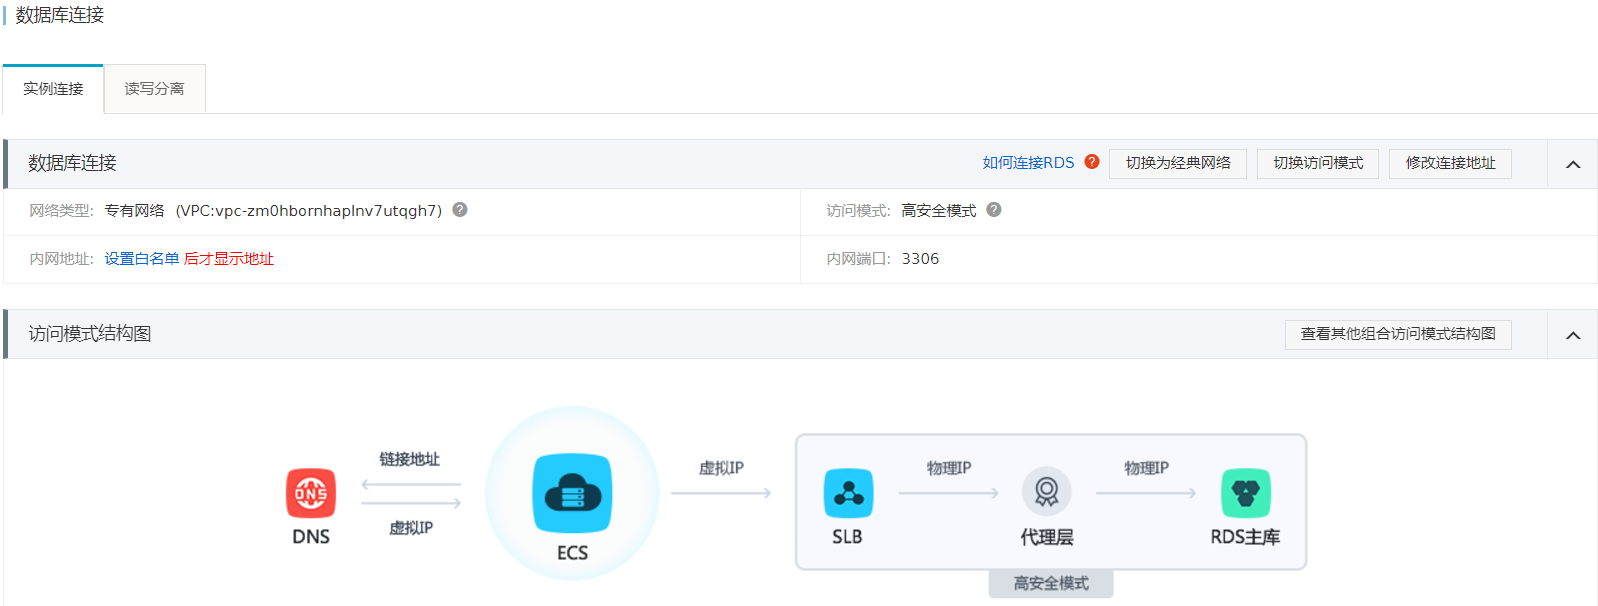 数据库连接
实例连接
读写分离
数据库连接
如何连接RDS
切换为经典网络
切换访问模式
修改连接地址
网络类型: 专有网络 (VPC:vpc-zm0hbornhaplnv7utqgh7)
访问模式: 高安全模式
内网地址: 设置白名单 后才显示地址
内网端口: 3306
访问模式结构图
查看其他组合访问模式结构图
链接地址
虚拟IP
DNS
DNS
ECS
虚拟IP
物理IP
物理IP
SLB
代理层
RDS主库
高安全模式